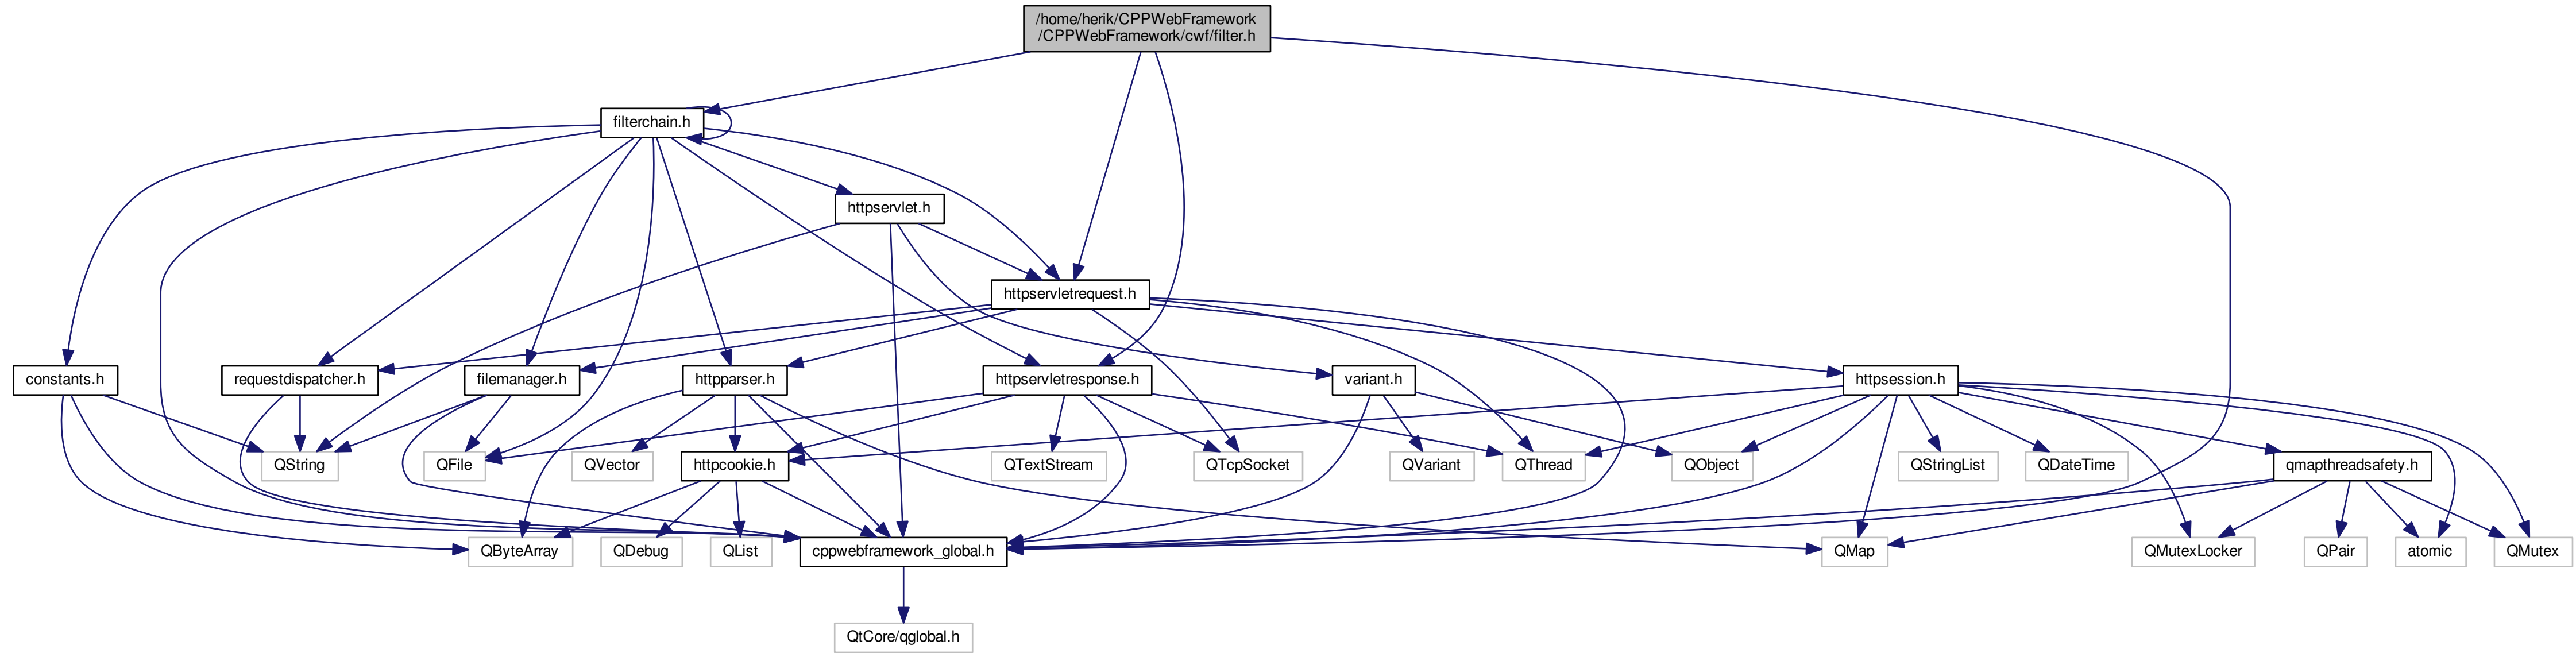 /home/herik/CPPWebFramework
/CPPWebFramework/cwf/filter.h
filterchain.h
httpservlet.h
httpservletrequest.h
constants.h
requestdispatcher.h
filemanager.h
httpparser.h
httpservletresponse.h
variant.h
httpsession.h
QString
QFile
QVector
httpcookie.h
QTextStream
QTcpSocket
QVariant
QThread
QObject
QStringList
QDateTime
qmapthreadsafety.h
QByteArray
QDebug
QList
cppwebframework_global.h
QMap
QMutexLocker
QPair
atomic
QMutex
QtCore/qglobal.h